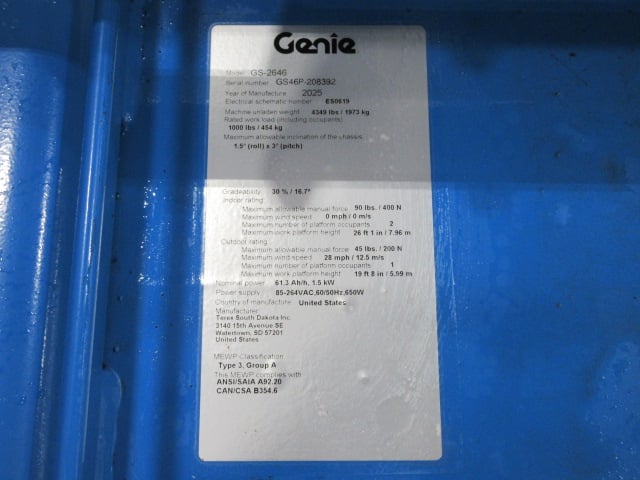 Genie
Model GS-2646
Serial number GS46P-208392
Year of Manufacture 2025
Electrical schematic number ES0619
Machine unladen weight 4349 lbs / 1973 kg
Rated work load (including occupants)
1000 lbs / 454 kg
Maximum allowable inclination of the chassis:
1.5° (roll) x 3° (pitch)
Gradeability 30 % / 16.7°
Indoor rating
Maximum allowable manual force 90 lbs. / 400 N
Maximum wind speed 0 mph / 0 m/s
Maximum number of platform occupants 2
Maximum work platform height 26 ft 1 in / 7.96 m
Outdoor rating
Maximum allowable manual force 45 lbs. / 200 N
Maximum wind speed 28 mph / 12.5 m/s
Maximum number of platform occupants 1
Maximum work platform height 19 ft 8 in / 5.99 m
Nominal power 61.3 Ah/h, 1.5 kW
Power supply 85-264VAC,60/50Hz,650W
Country of manufacture United States
Manufacturer
Terex South Dakota Inc.
3140 15th Avenue SE
Watertown, SD 57201
United States
MEWP Classification
Type 3, Group A
This MEWP complies with
ANSI/SAIA A92.20
CAN/CSA B354.6